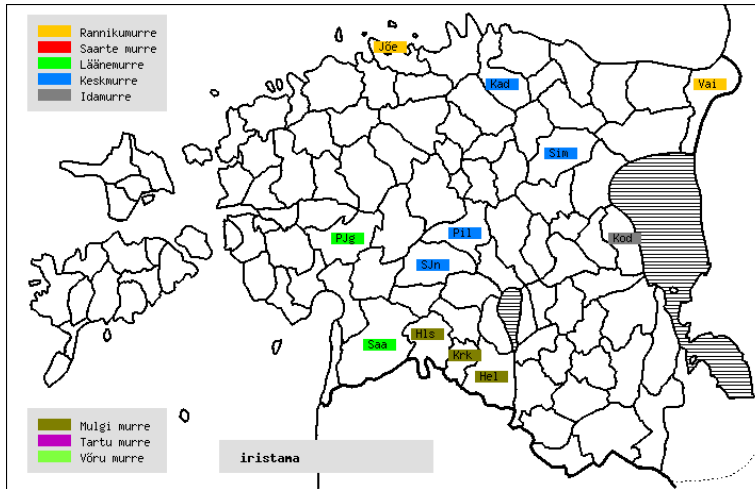 Rannikumurre
Saarte murre
Läänemurre
Keskmurre
Idamurre
Jõe
Kad
Vai
Sim
PJg
Pil
Kod
SJn
Hls
Saa
Krk
Hel
Mulgi murre
Tartu murre
Võru murre
iristama